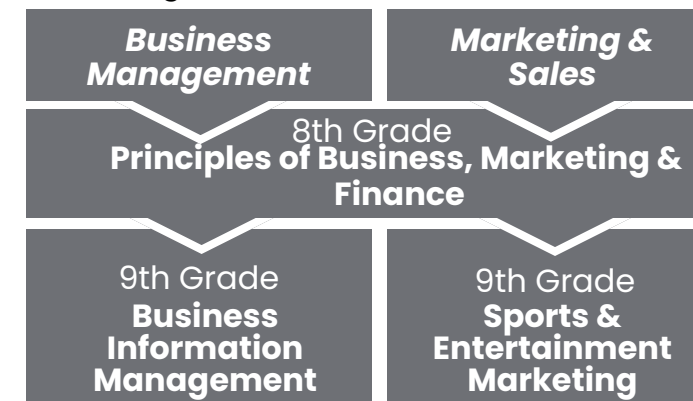 Business
Management
Marketing &
Sales
8th Grade
Principles of Business, Marketing &
Finance
9th Grade
Business
Information
Management
9th Grade
Sports &
Entertainment
Marketing